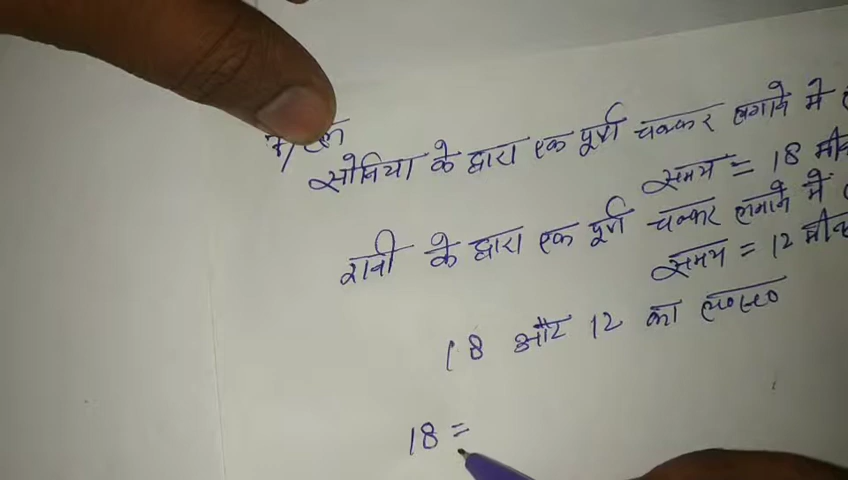 सोनिया के द्वारा एक पूर्ण चक्कर लगाने में
समय = 18
रावी के द्वारा एक पूर्ण चक्कर लगाने में
समय = 12
18 और 12 का ल०स०
18 =